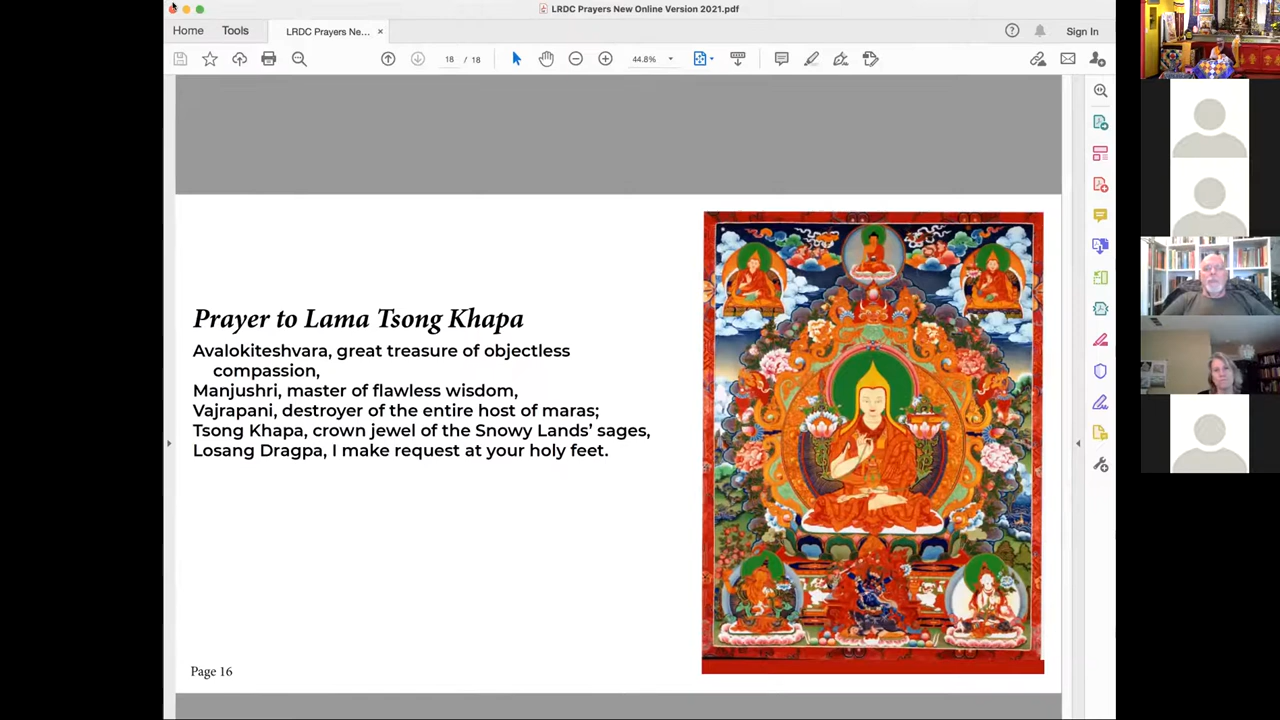 LRDC Prayers New Online Version 2021.pdf
Home Tools LRDC Prayers Ne... × Sign In
18 / 18 44.8%
Prayer to Lama Tsong Khapa
Avalokiteshvara, great treasure of objectless
compassion,
Manjushri, master of flawless wisdom,
Vajrapani, destroyer of the entire host of maras;
Tsong Khapa, crown jewel of the Snowy Lands’ sages,
Losang Dragpa, I make request at your holy feet.
Page 16